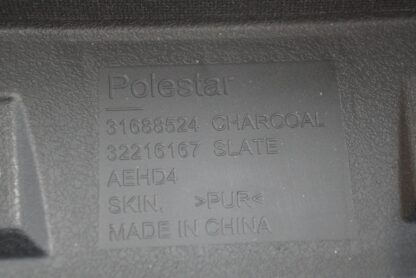 Polestar
31688524 CHARCOAL
32216167 SLATE
AEHD4
SKIN. >PUR<
MADE IN CHINA